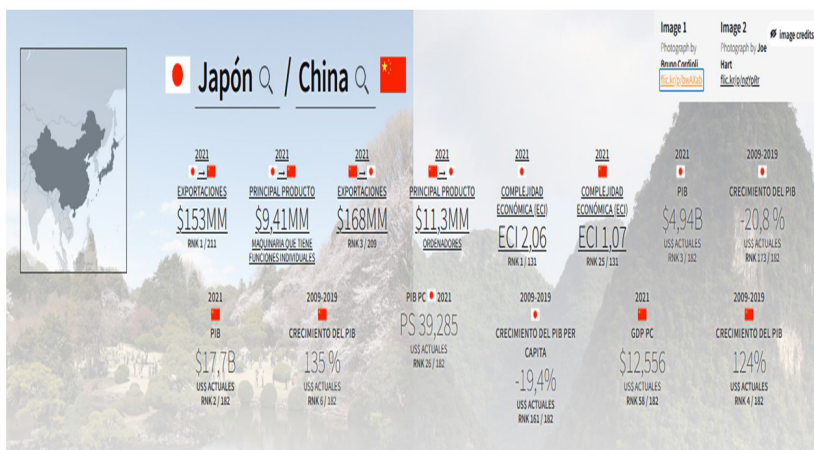 Image 1
Photograph by
Bruno Cordioli
flic.kr/p/bwAXab
Image 2
Photograph by Joe
Hart
flic.kr/p/ngYpRr
image credits
Japón / China
2021
EXPORTACIONES
$153MM
RNK 1 / 211
2021
PRINCIPAL PRODUCTO
$9,41MM
MAQUINARIA QUE TIENE
FUNCIONES INDIVIDUALES
2021
EXPORTACIONES
$168MM
RNK 3 / 209
2021
PRINCIPAL PRODUCTO
$11,3MM
ORDENADORES
2021
COMPLEJIDAD
ECONÓMICA (ECI)
ECI 2,06
RNK 1 / 131
2021
COMPLEJIDAD
ECONÓMICA (ECI)
ECI 1,07
RNK 25 / 131
2021
PIB
$4,94B
US$ ACTUALES
RNK 3 / 182
2009-2019
CRECIMIENTO DEL PIB
-20,8 %
US$ ACTUALES
RNK 173 / 182
2021
PIB
$17,7B
US$ ACTUALES
RNK 2 / 182
2009-2019
CRECIMIENTO DEL PIB
135 %
US$ ACTUALES
RNK 6 / 182
PIB PC 2021
PS 39,285
US ACTUALES
RNK 26 / 182
2009-2019
CRECIMIENTO DEL PIB PER
CAPITA
-19,4%
US$ ACTUALES
RNK 161 / 182
2021
GDP PC
$12,556
US ACTUALES
RNK 58 / 182
2009-2019
CRECIMIENTO DEL PIB
124%
US$ ACTUALES
RNK 4 / 182